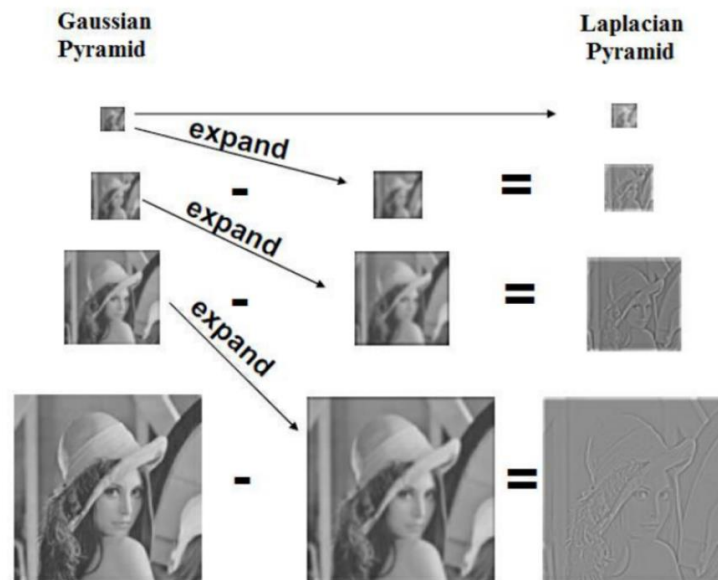 Gaussian
Pyramid
Laplacian
Pyramid
expand
- =
expand
- =
expand
- =